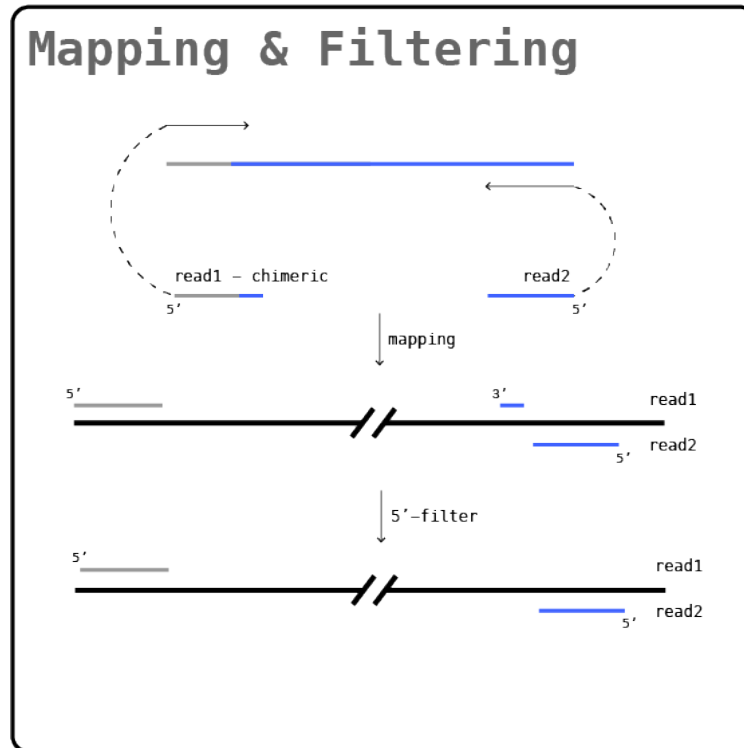 Mapping & Filtering
read1 – chimeric
read2
5’
5’
mapping
5’
3’
read1
read2
5’
5’–filter
5’
read1
read2
5’